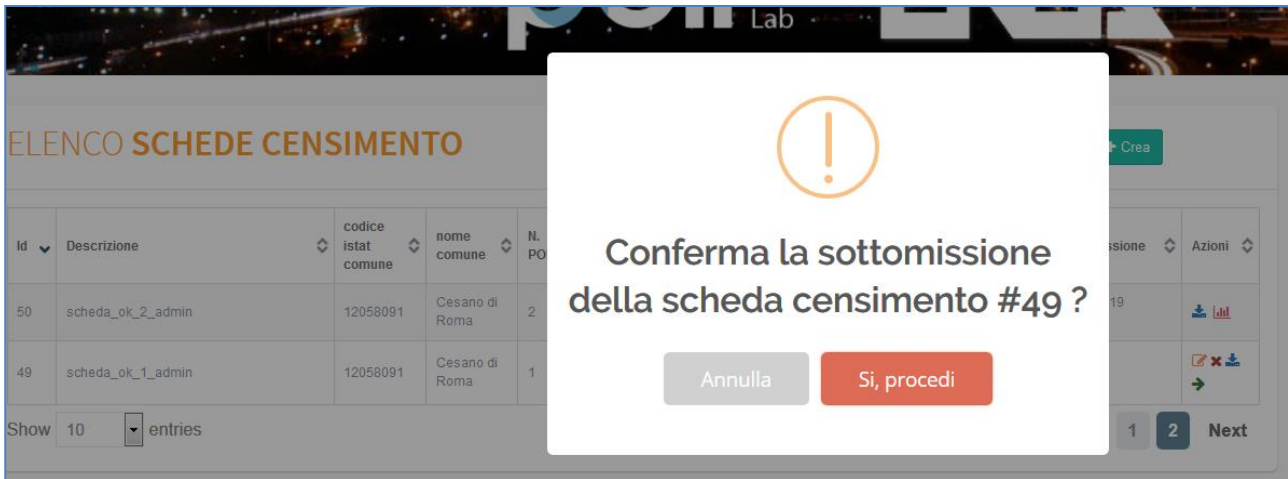 Lab
ELENCO SCHEDE CENSIMENTO
Crea
Id
Descrizione
codice
istat
comune
nome
comune
N.
Azioni
50
scheda_ok_2_admin
12058091
Cesano di
Roma
2
19
49
scheda_ok_1_admin
12058091
Cesano di
Roma
1
Show 10 entries
1 2 Next
Conferma la sottomissione
della scheda censimento #49 ?
Annulla
Si, procedi